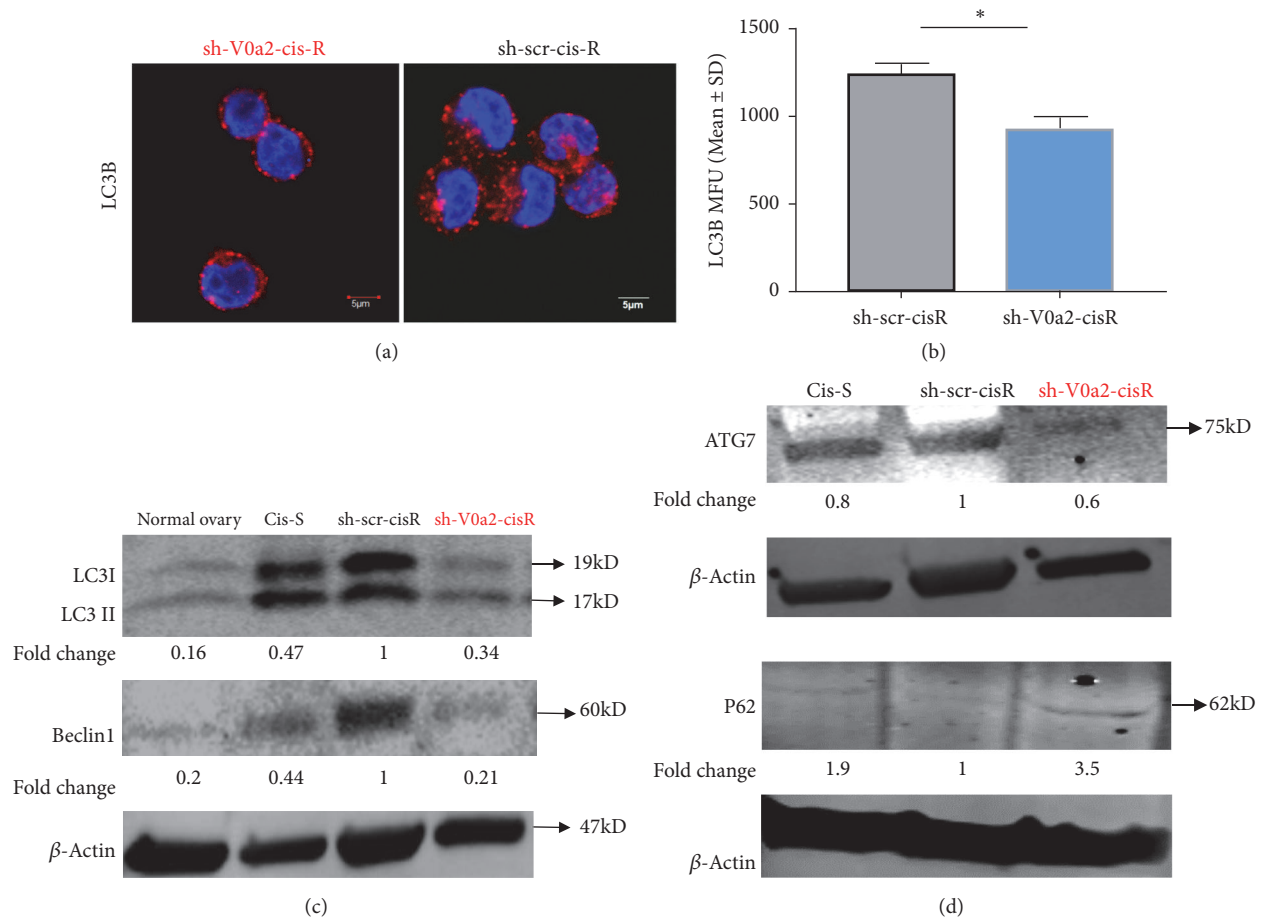 sh-V0a2-cis-R
sh-scr-cis-R
LC3B
5μm
5μm
(a)
*
1500
1000
500
0
LC3B MFU (Mean ± SD)
sh-scr-cisR
sh-V0a2-cisR
(b)
Normal ovary
Cis-S
sh-scr-cisR
sh-V0a2-cisR
LC3I
19kD
LC3 II
17kD
Fold change
0.16
0.47
1
0.34
Beclin1
60kD
Fold change
0.2
0.44
1
0.21
β-Actin
47kD
(c)
Cis-S
sh-scr-cisR
sh-V0a2-cisR
ATG7
75kD
Fold change
0.8
1
0.6
β-Actin
P62
62kD
Fold change
1.9
1
3.5
β-Actin
(d)